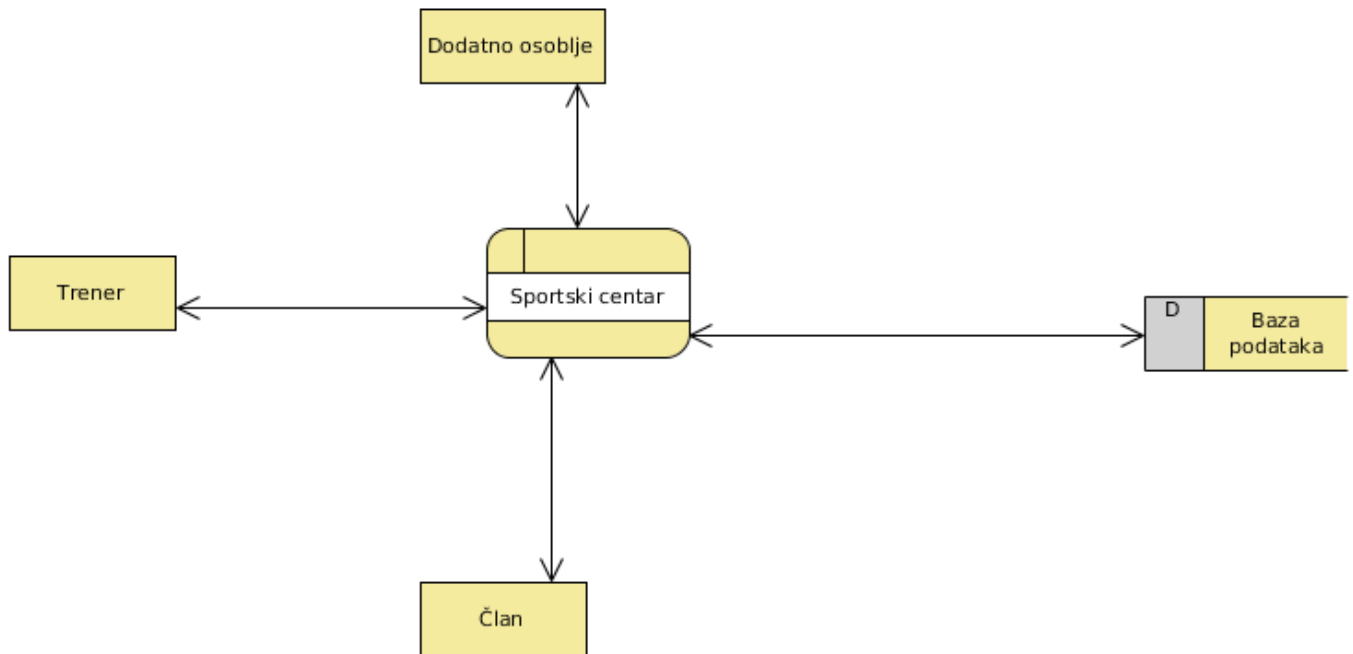 Dodatno osoblje
Trener
Sportski centar
D
Baza
podataka
Član